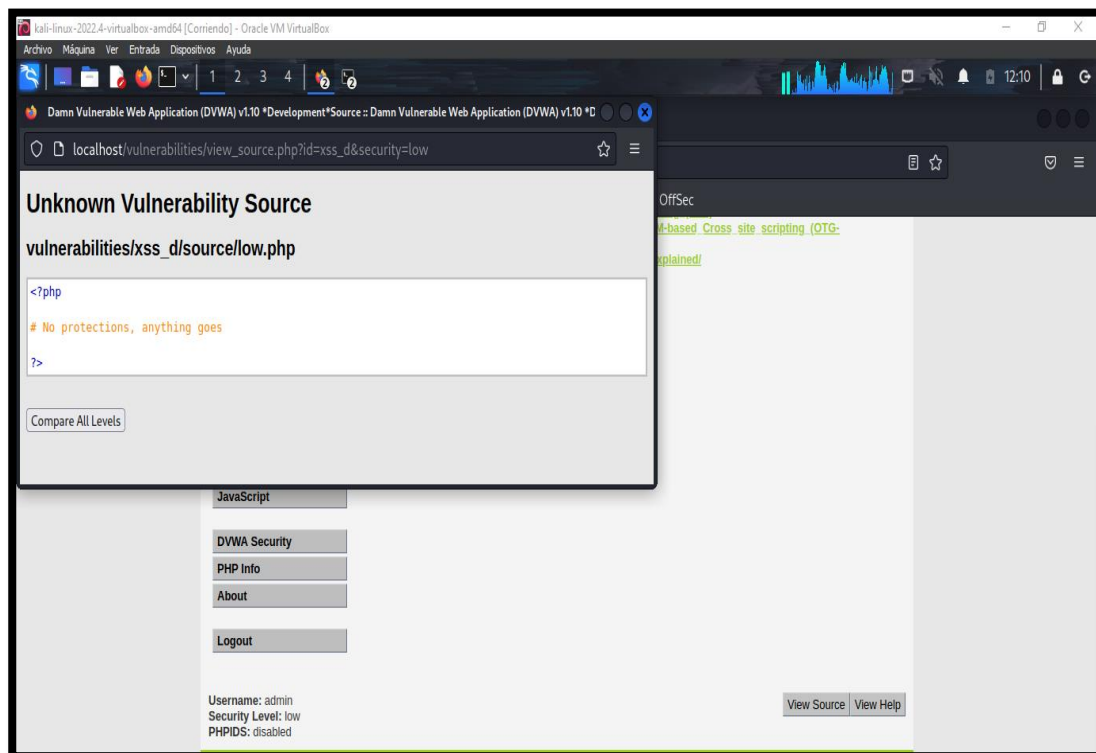 kali-linux-2022.4-virtualbox-amd64 [Corriendo] - Oracle VM VirtualBox
Archivo Máquina Ver Entrada Dispositivos Ayuda
1 2 3 4
12:10
Damn Vulnerable Web Application (DVWA) v1.10 *Development*Source :: Damn Vulnerable Web Application (DVWA) v1.10 *D
localhost/vulnerabilities/view_source.php?id=xss_d&security=low
OffSec
Unknown Vulnerability Source
M-based Cross site scripting (OTG-
vulnerabilities/xss_d/source/low.php
xplained/
<?php
# No protections, anything goes
?>
Compare All Levels
JavaScript
DVWA Security
PHP Info
About
Logout
Username: admin
Security Level: low
PHPIDS: disabled
View Source View Help